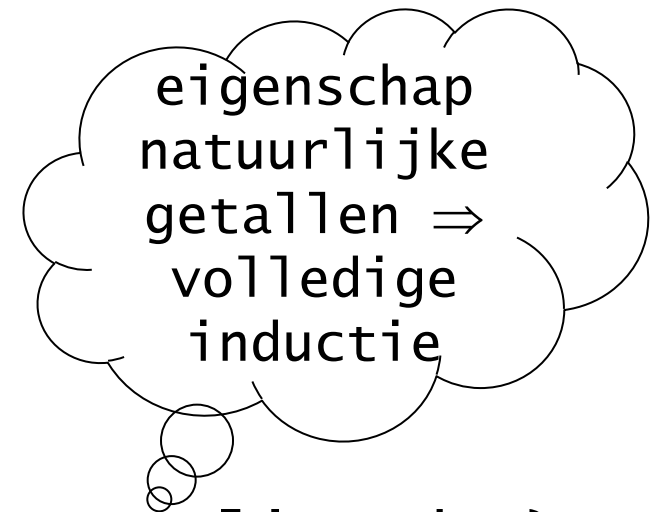 eigenschap
natuurlijke
getallen ⇒
volledige
inductie